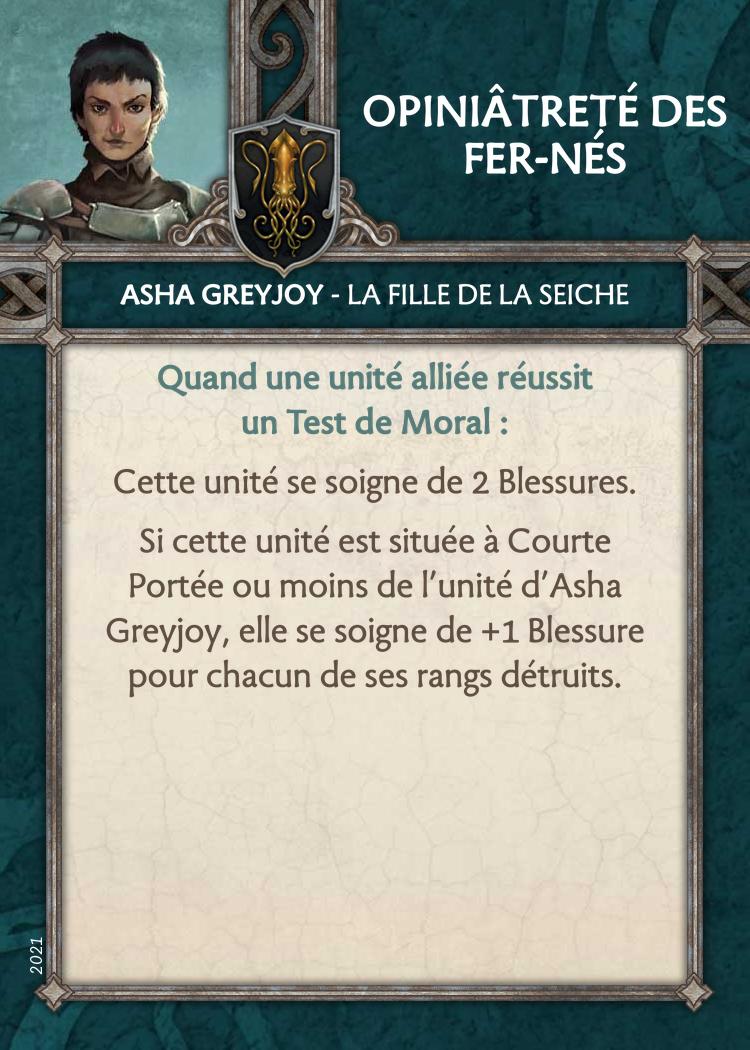 OPINIÂTRETÉ DES
FER-NÉS
ASHA GREYJOY - LA FILLE DE LA SEICHE
Quand une unité alliée réussit
un Test de Moral :
Cette unité se soigne de 2 Blessures.
Si cette unité est située à Courte
Portée ou moins de l'unité d'Asha
Greyjoy, elle se soigne de +1 Blessure
pour chacun de ses rangs détruits.
2021